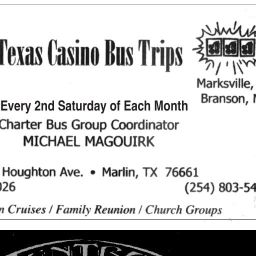 Texas Casino Bus Trips
Marksville,
Branson,
Every 2nd Saturday of Each Month
Charter Bus Group Coordinator
MICHAEL MAGOUIRK
Houghton Ave. • Marlin, TX 76661
026 (254) 803-54
Cruises / Family Reunion / Church Groups